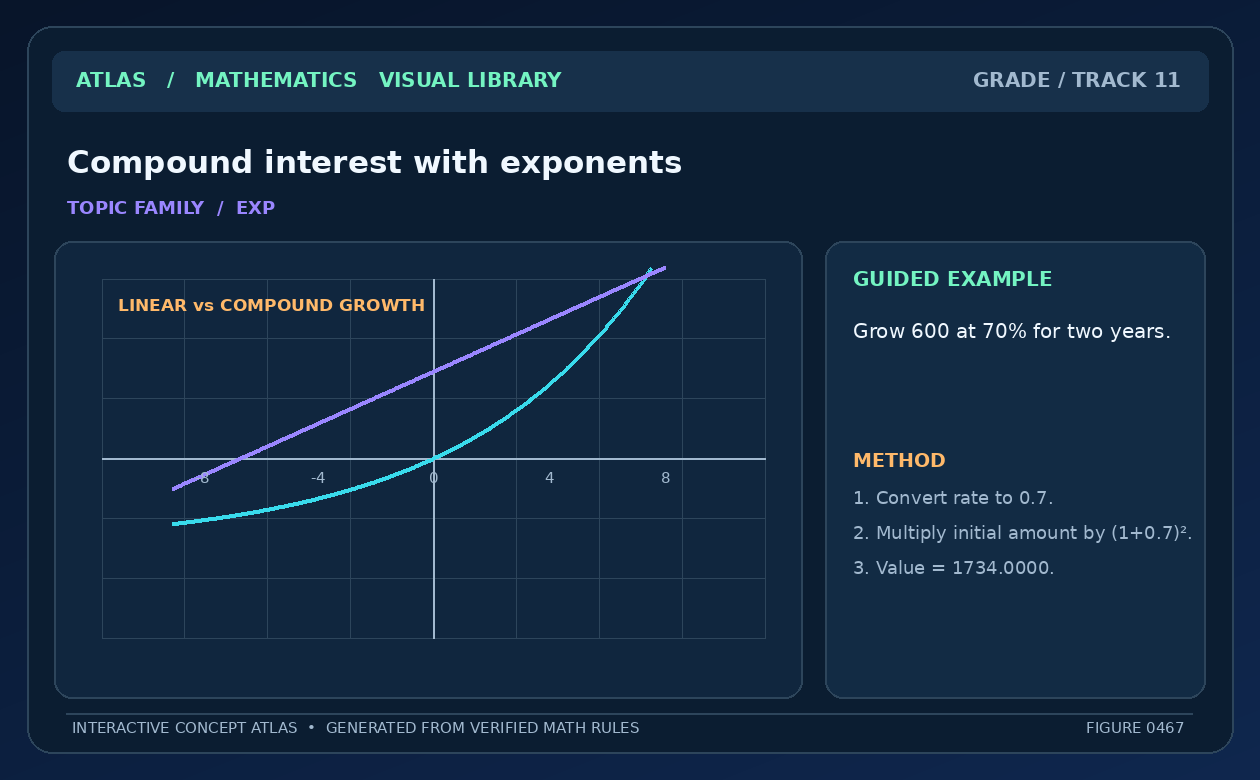 ATLAS / MATHEMATICS VISUAL LIBRARY
GRADE / TRACK 11
Compound interest with exponents
TOPIC FAMILY / EXP
LINEAR vs COMPOUND GROWTH
-8 -4 0 4 8
GUIDED EXAMPLE
Grow 600 at 70% for two years.
METHOD
1. Convert rate to 0.7.
2. Multiply initial amount by (1+0.7)².
3. Value = 1734.0000.
INTERACTIVE CONCEPT ATLAS • GENERATED FROM VERIFIED MATH RULES
FIGURE 0467